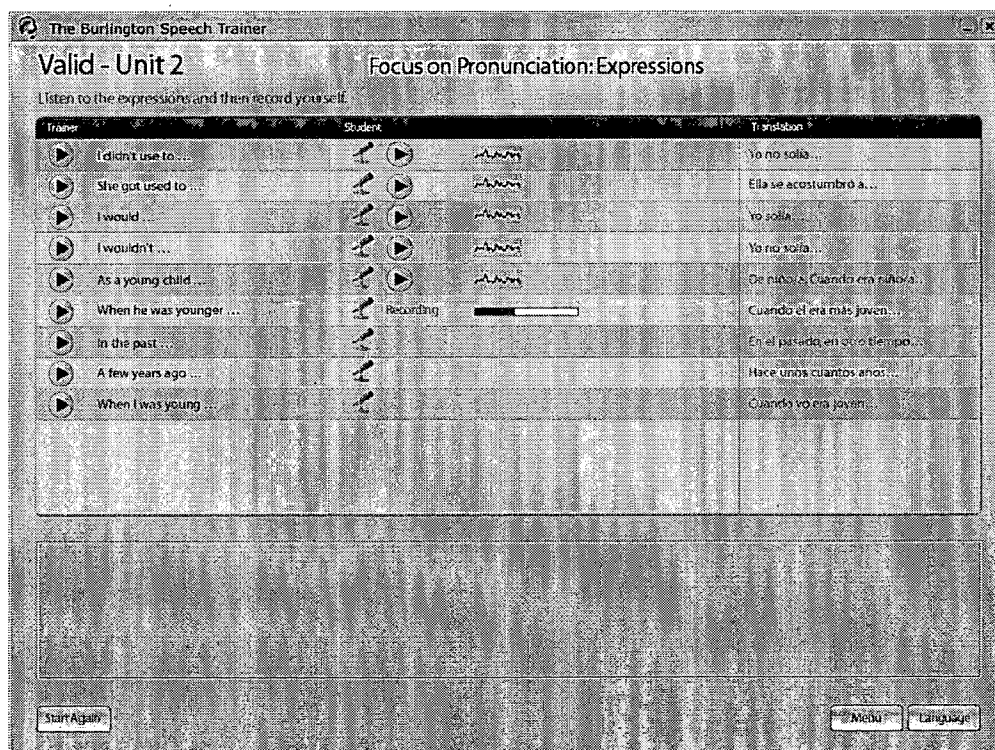 The Burlington Speech Trainer
Valid - Unit 2
Focus on Pronunciation: Expressions
Listen to the expressions and then record yourself.
Trainer Student Translation
I didn't use to ... Yo no solía...
She got used to ... Ella se acostumbró a...
I would ... Yo solía...
I wouldn't ... Yo no solía...
As a young child ... De niño/a, Cuando era niño/a...
When he was younger ... Recording Cuando él era más joven...
In the past ... En el pasado, en otro tiempo...
A few years ago ... Hace unos cuantos años...
When I was young ... Cuando yo era joven...
Start Again Menu Language